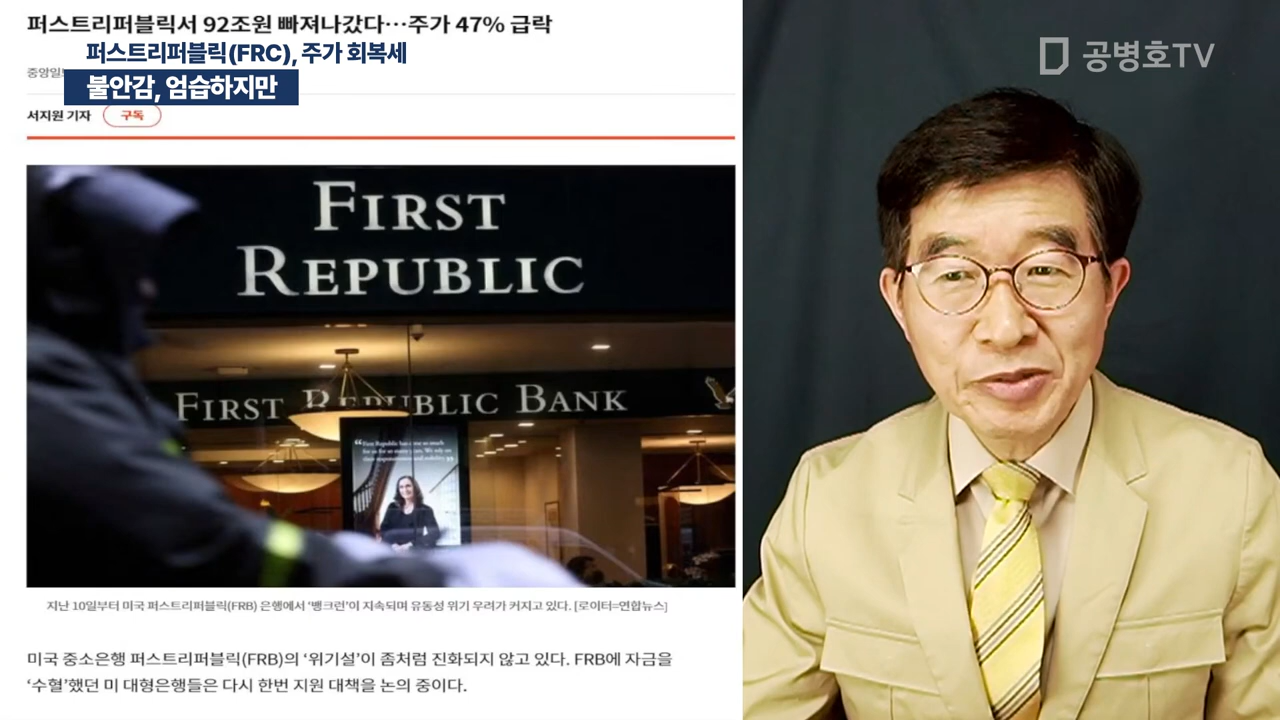 퍼스트리퍼블릭서 92조원 빠져나갔다…주가 47% 급락
퍼스트리퍼블릭(FRC), 주가 회복세
중앙일
불안감, 엄습하지만
서지원 기자
구독
공병호TV
FIRST
REPUBLIC
FIRST REPUBLIC BANK
지난 10일부터 미국 퍼스트리퍼블릭(FRB) 은행에서 '뱅크런'이 지속되며 유동성 위기 우려가 커지고 있다. [로이터=연합뉴스]
미국 중소은행 퍼스트리퍼블릭(FRB)의 '위기설'이 좀처럼 진화되지 않고 있다. FRB에 자금을
'수혈'했던 미 대형은행들은 다시 한번 지원 대책을 논의 중이다.